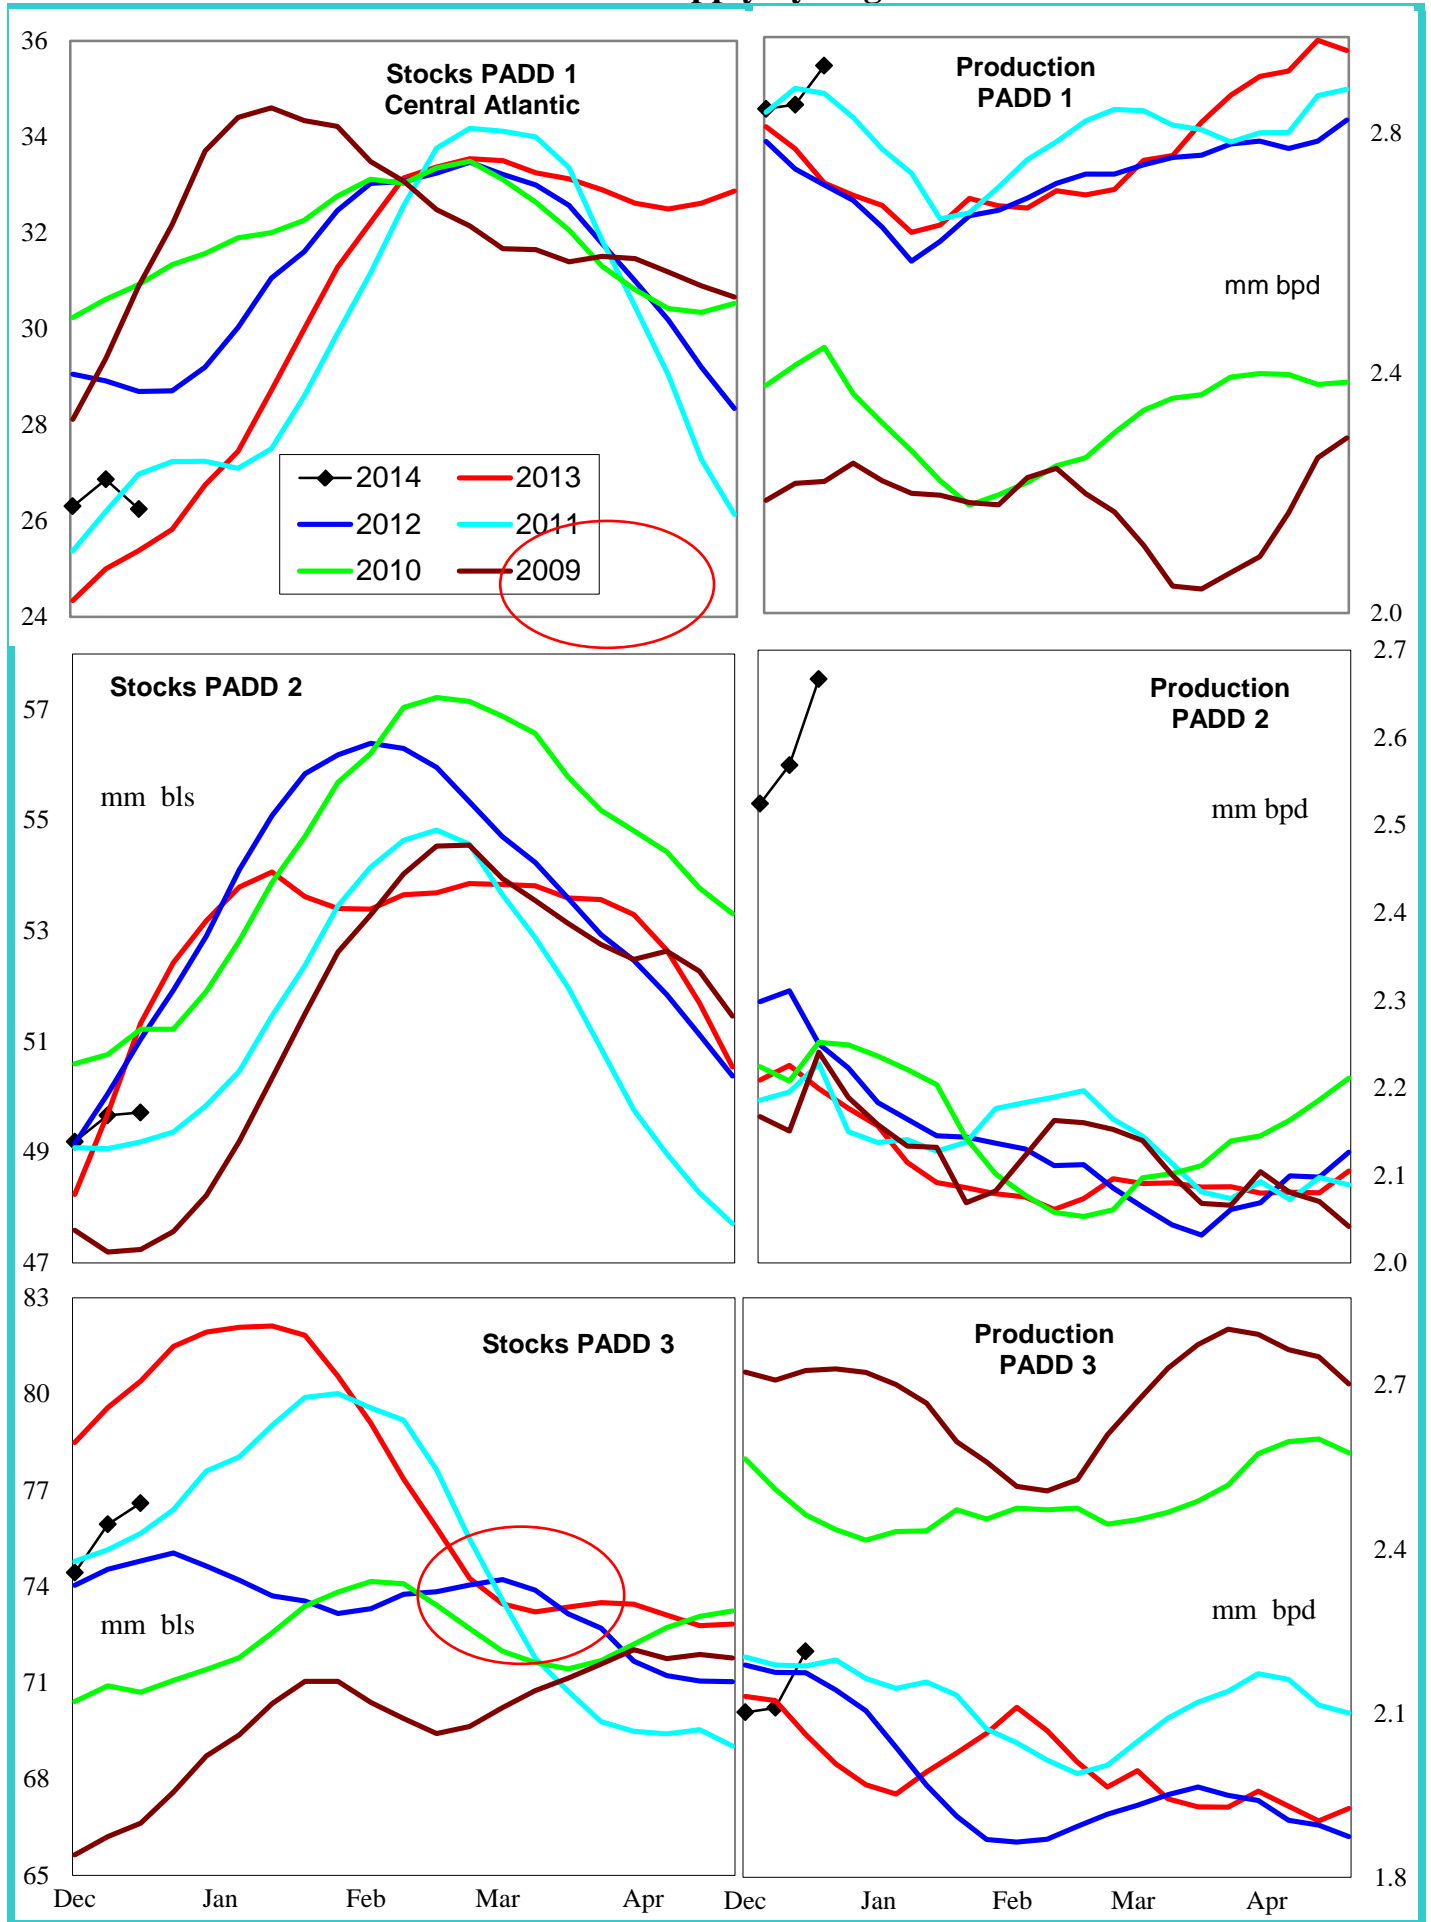 36
34
32
30
28
26
24
Stocks PADD 1
Central Atlantic
2014
2013
2012
2011
2010
2009
Production
PADD 1
mm bpd
2.8
2.4
2.0
Stocks PADD 2
mm bls
57
55
53
51
49
47
Production
PADD 2
mm bpd
2.7
2.6
2.5
2.4
2.3
2.2
2.1
2.0
83
80
77
74
71
68
65
Stocks PADD 3
mm bls
Dec Jan Feb Mar Apr
Production
PADD 3
mm bpd
2.7
2.4
2.1
1.8
Dec Jan Feb Mar Apr